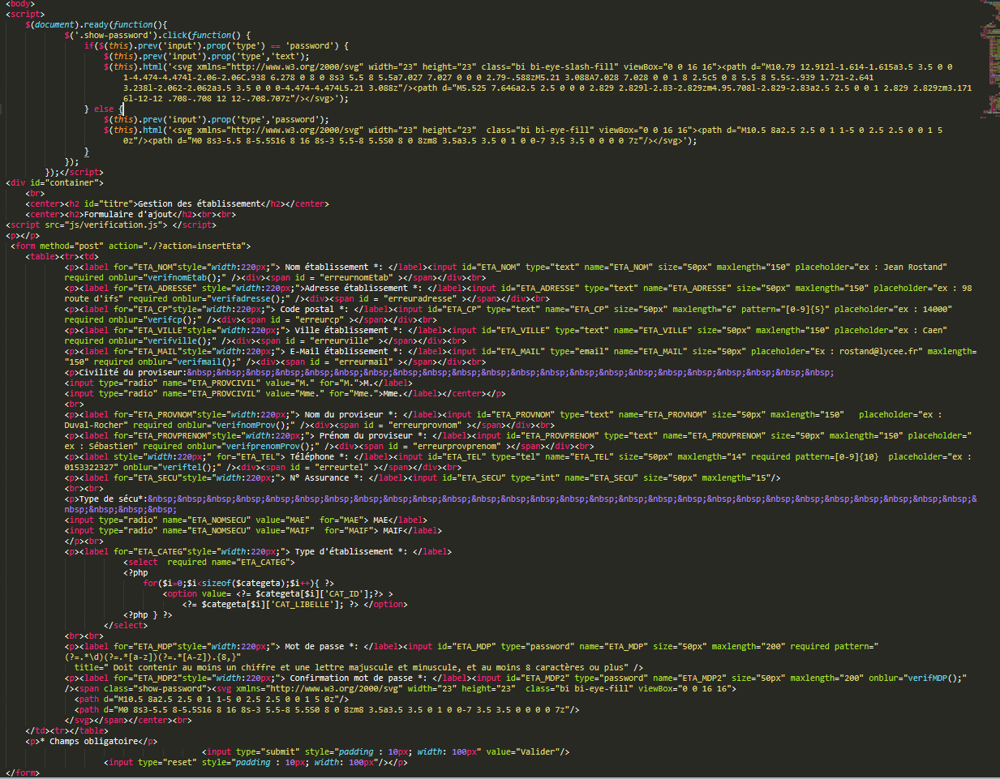 <body>
<script>
$(document).ready(function(){
$('.show-password').click(function() {
if($(this).prev('input').prop('type') == 'password') {
$(this).prev('input').prop('type','text');
$(this).html('<svg xmlns="http://www.w3.org/2000/svg" width="23" height="23" class="bi bi-eye-slash-fill" viewBox="0 0 16 16"><path d="M10.79 12.912l-1.614-1.615a3.5 3.5 0 0
1-4.474-4.474l-2.06-2.06C.938 6.278 0 8 0 8s3 5.5 8 5.5a7.027 7.027 0 0 0 2.79-.588zM5.21 3.088A7.028 7.028 0 0 1 8 2.5c5 0 8 5.5 8 5.5s-.939 1.721-2.641
3.238l-2.062-2.062a3.5 3.5 0 0 0-4.474-4.474L5.21 3.088z"/><path d="M5.525 7.646a2.5 2.5 0 0 0 2.829 2.829l-2.83-2.829zm4.95.708l-2.829-2.83a2.5 2.5 0 0 1 2.829 2.829zm3.171
6l-12-12 .708-.708 12 12-.708.707z"/></svg>');
} else {
$(this).prev('input').prop('type','password');
$(this).html('<svg xmlns="http://www.w3.org/2000/svg" width="23" height="23"  class="bi bi-eye-fill" viewBox="0 0 16 16"><path d="M10.5 8a2.5 2.5 0 1 1-5 0 2.5 2.5 0 0 1 5
0z"/><path d="M0 8s3-5.5 8-5.5S16 8 16 8s-3 5.5-8 5.5S0 8 0 8zm8 3.5a3.5 3.5 0 1 0 0-7 3.5 3.5 0 0 0 0 7z"/></svg>');
}
});
});</script>
<div id="container">
<br>
<center><h2 id="titre">Gestion des établissement</h2></center>
<center><h2>Formulaire d'ajout</h2><br><br>
<script src="js/verification.js"> </script>
<p></p>
<form method="post" action="./?action=insertEta">
<table><tr><td>
<p><label for="ETA_NOM"style="width:220px;"> Nom établissement *: </label><input id="ETA_NOM" type="text" name="ETA_NOM" size="50px" maxlength="150" placeholder="ex : Jean Rostand"
required onblur="verifnomEtab();" /><div><span id = "erreurnomEtab" ></span></div><br>
<p><label for="ETA_ADRESSE" style="width:220px;">Adresse établissement *: </label><input id="ETA_ADRESSE" type="text" name="ETA_ADRESSE" size="50px" maxlength="150" placeholder="ex : 98
route d'ifs" required onblur="verifadresse();" /><div><span id = "erreuradresse" ></span></div><br>
<p><label for="ETA_CP"style="width:220px;"> Code postal *: </label><input id="ETA_CP" type="text" name="ETA_CP" size="50px" maxlength="6" pattern="[0-9]{5}" placeholder="ex : 14000"
required onblur="verifcp();" /><div><span id = "erreurcp" ></span></div><br>
<p><label for="ETA_VILLE"style="width:220px;"> Ville établissement *: </label><input id="ETA_VILLE" type="text" name="ETA_VILLE" size="50px" maxlength="150" placeholder="ex : Caen"
required onblur="verifville();" /><div><span id = "erreurville" ></span></div><br>
<p><label for="ETA_MAIL"style="width:220px;"> E-Mail établissement *: </label><input id="ETA_MAIL" type="email" name="ETA_MAIL" size="50px" placeholder="Ex : rostand@lycee.fr" maxlength=
"150" required onblur="verifmail();" /><div><span id = "erreurmail" ></span></div><br>
<p>Civilité du proviseur:&nbsp;&nbsp;&nbsp;&nbsp;&nbsp;&nbsp;&nbsp;&nbsp;&nbsp;&nbsp;&nbsp;&nbsp;&nbsp;&nbsp;&nbsp;&nbsp;&nbsp;&nbsp;&nbsp;&nbsp;&nbsp;&nbsp;
<input type="radio" name="ETA_PROVCIVIL" value="M." for="M.">M.</label>
<input type="radio" name="ETA_PROVCIVIL" value="Mme." for="Mme.">Mme.</label></center></p>
<br>
<p><label for="ETA_PROVNOM"style="width:220px;"> Nom du proviseur *: </label><input id="ETA_PROVNOM" type="text" name="ETA_PROVNOM" size="50px" maxlength="150"   placeholder="ex :
Duval-Rocher" required onblur="verifnomProv();" /><div><span id = "erreurprovnom" ></span></div><br>
<p><label for="ETA_PROVPRENOM"style="width:220px;"> Prénom du proviseur *: </label><input id="ETA_PROVPRENOM" type="text" name="ETA_PROVPRENOM" size="50px" maxlength="150" placeholder="
ex : Sébastien" required onblur="verifprenomProv();" /><div><span id = "erreurprovprenom" ></span></div><br>
<p><label style="width:220px;" for="ETA_TEL"> Téléphone *: </label><input id="ETA_TEL" type="tel" name="ETA_TEL" size="50px" maxlength="14" required pattern=[0-9]{10}  placeholder="ex :
0153322327" onblur="veriftel();" /><div><span id = "erreurtel" ></span></div><br>
<p><label for="ETA_SECU"style="width:220px;"> N° Assurance *: </label><input id="ETA_SECU" type="int" name="ETA_SECU" size="50px" maxlength="15"/>
<br><br>
<p>Type de sécu*:&nbsp;&nbsp;&nbsp;&nbsp;&nbsp;&nbsp;&nbsp;&nbsp;&nbsp;&nbsp;&nbsp;&nbsp;&nbsp;&nbsp;&nbsp;&nbsp;&nbsp;&nbsp;&nbsp;&nbsp;&nbsp;&nbsp;&nbsp;&nbsp;&nbsp;&nbsp;&nbsp;&nbsp;&
nbsp;&nbsp;&nbsp;&nbsp;
<input type="radio" name="ETA_NOMSECU" value="MAE"  for="MAE"> MAE</label>
<input type="radio" name="ETA_NOMSECU" value="MAIF"  for="MAIF"> MAIF</label>
</p><br>
<p><label for="ETA_CATEG"style="width:220px;"> Type d'établissement *: </label>
<select  required name="ETA_CATEG">
<?php
for($i=0;$i<sizeof($categeta);$i++){ ?>
<option value= <?= $categeta[$i]['CAT_ID'];?> >
<?= $categeta[$i]['CAT_LIBELLE']; ?> </option>
<?php } ?>
</select>
<br><br>
<p><label for="ETA_MDP"style="width:220px;"> Mot de passe *: </label><input id="ETA_MDP" type="password" name="ETA_MDP" size="50px" maxlength="200" required pattern="
(?=.*\d)(?=.*[a-z])(?=.*[A-Z]).{8,}"
title=" Doit contenir au moins un chiffre et une lettre majuscule et minuscule, et au moins 8 caractères ou plus" />
<p><label for="ETA_MDP2"style="width:220px;"> Confirmation mot de passe *: </label><input id="ETA_MDP2" type="password" name="ETA_MDP2" size="50px" maxlength="200" onblur="verifMDP();"
/><span class="show-password"><svg xmlns="http://www.w3.org/2000/svg" width="23" height="23"  class="bi bi-eye-fill" viewBox="0 0 16 16">
<path d="M10.5 8a2.5 2.5 0 1 1-5 0 2.5 2.5 0 0 1 5 0z"/>
<path d="M0 8s3-5.5 8-5.5S16 8 16 8s-3 5.5-8 5.5S0 8 0 8zm8 3.5a3.5 3.5 0 1 0 0-7 3.5 3.5 0 0 0 0 7z"/>
</svg></span></center><br>
</td><tr></table>
<p>* Champs obligatoire</p>
<input type="submit" style="padding : 10px; width: 100px" value="Valider"/>
<input type="reset" style="padding : 10px; width: 100px"/></p>
</form>